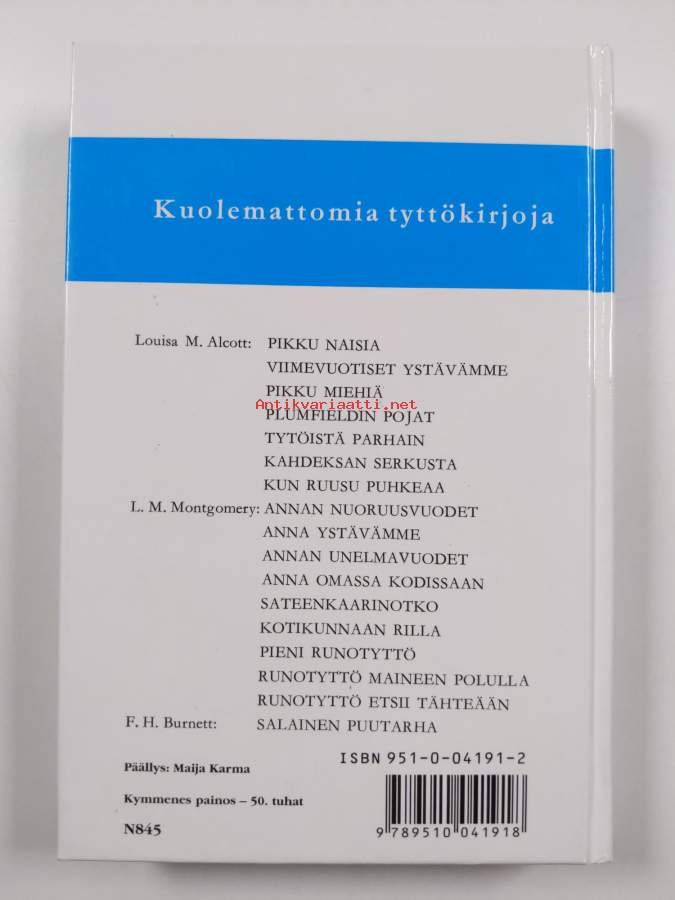 Kuolemattomia tyttökirjoja
Louisa M. Alcott: PIKKU NAISIA
VIIMEVUOTISET YSTÄVÄMME
PIKKU MIEHIÄ
Antikvariaatti.net
PLUMFIELDIN POJAT
TYTÖISTÄ PARHAIN
KAHDEKSAN SERKUSTA
KUN RUUSU PUHKEAA
L. M. Montgomery: ANNAN NUORUUSVUODET
ANNA YSTÄVÄMME
ANNAN UNELMAVUODET
ANNA OMASSA KODISSAAN
SATEENKAARINOTKO
KOTIKUNNAAN RILLA
PIENI RUNOTYTTÖ
RUNOTYTTÖ MAINEEN POLULLA
RUNOTYTTÖ ETSII TÄHTEÄÄN
F. H. Burnett: SALAINEN PUUTARHA
ISBN 951-0-04191-2
Päällys: Maija Karma
Kymmenes painos – 50. tuhat
N845
9 789510 041918